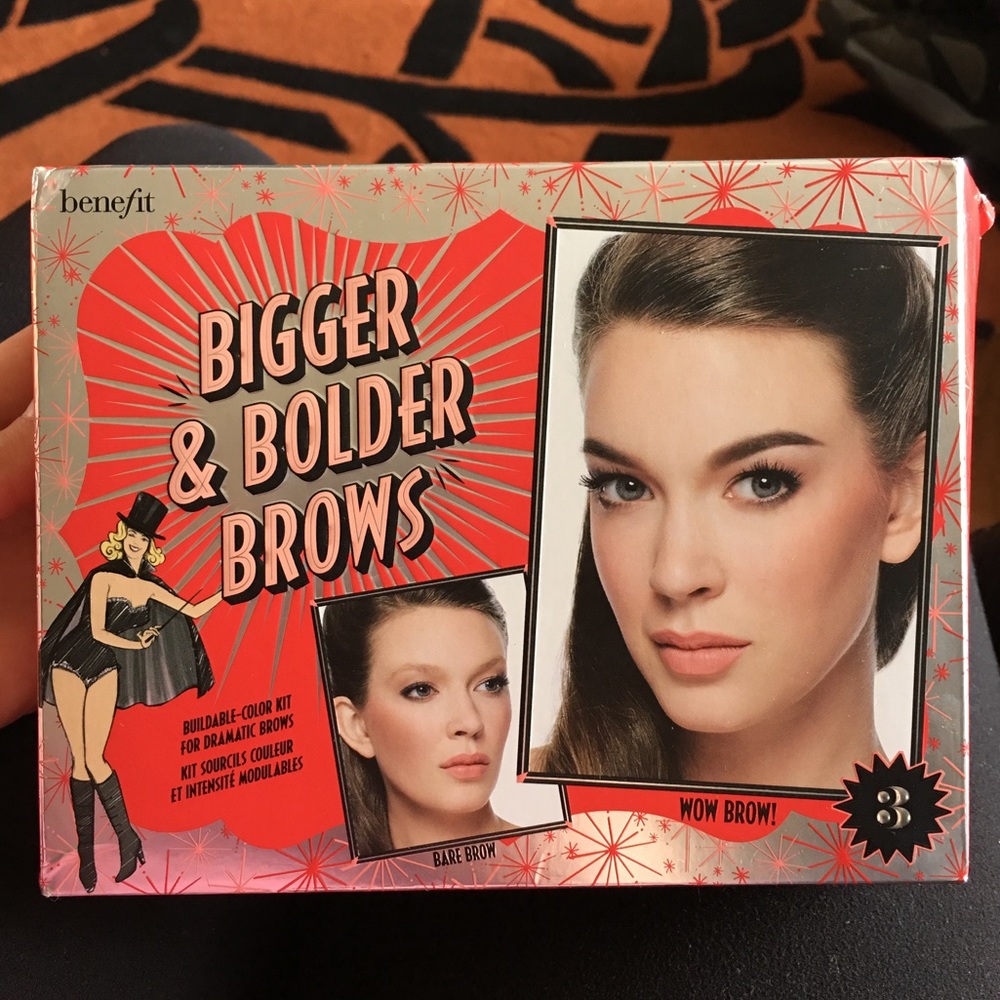 benefit
BIGGER
& BOLDER
BROWS
BUILDABLE-COLOR KIT
FOR DRAMATIC BROWS
KIT SOURCILS COULEUR
ET INTENSITÉ MODULABLES
BARE BROW
WOW BROW!
3